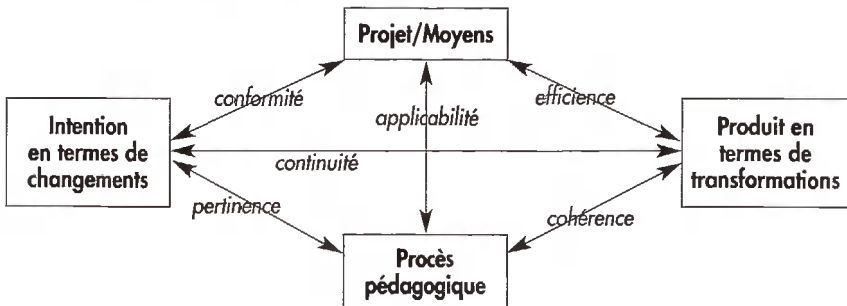 Projet/Moyens
conformité
efficience
applicabilité
Intention
en termes de
changements
Produit en
termes de
transformations
continuité
pertinence
cohérence
Procès
pédagogique